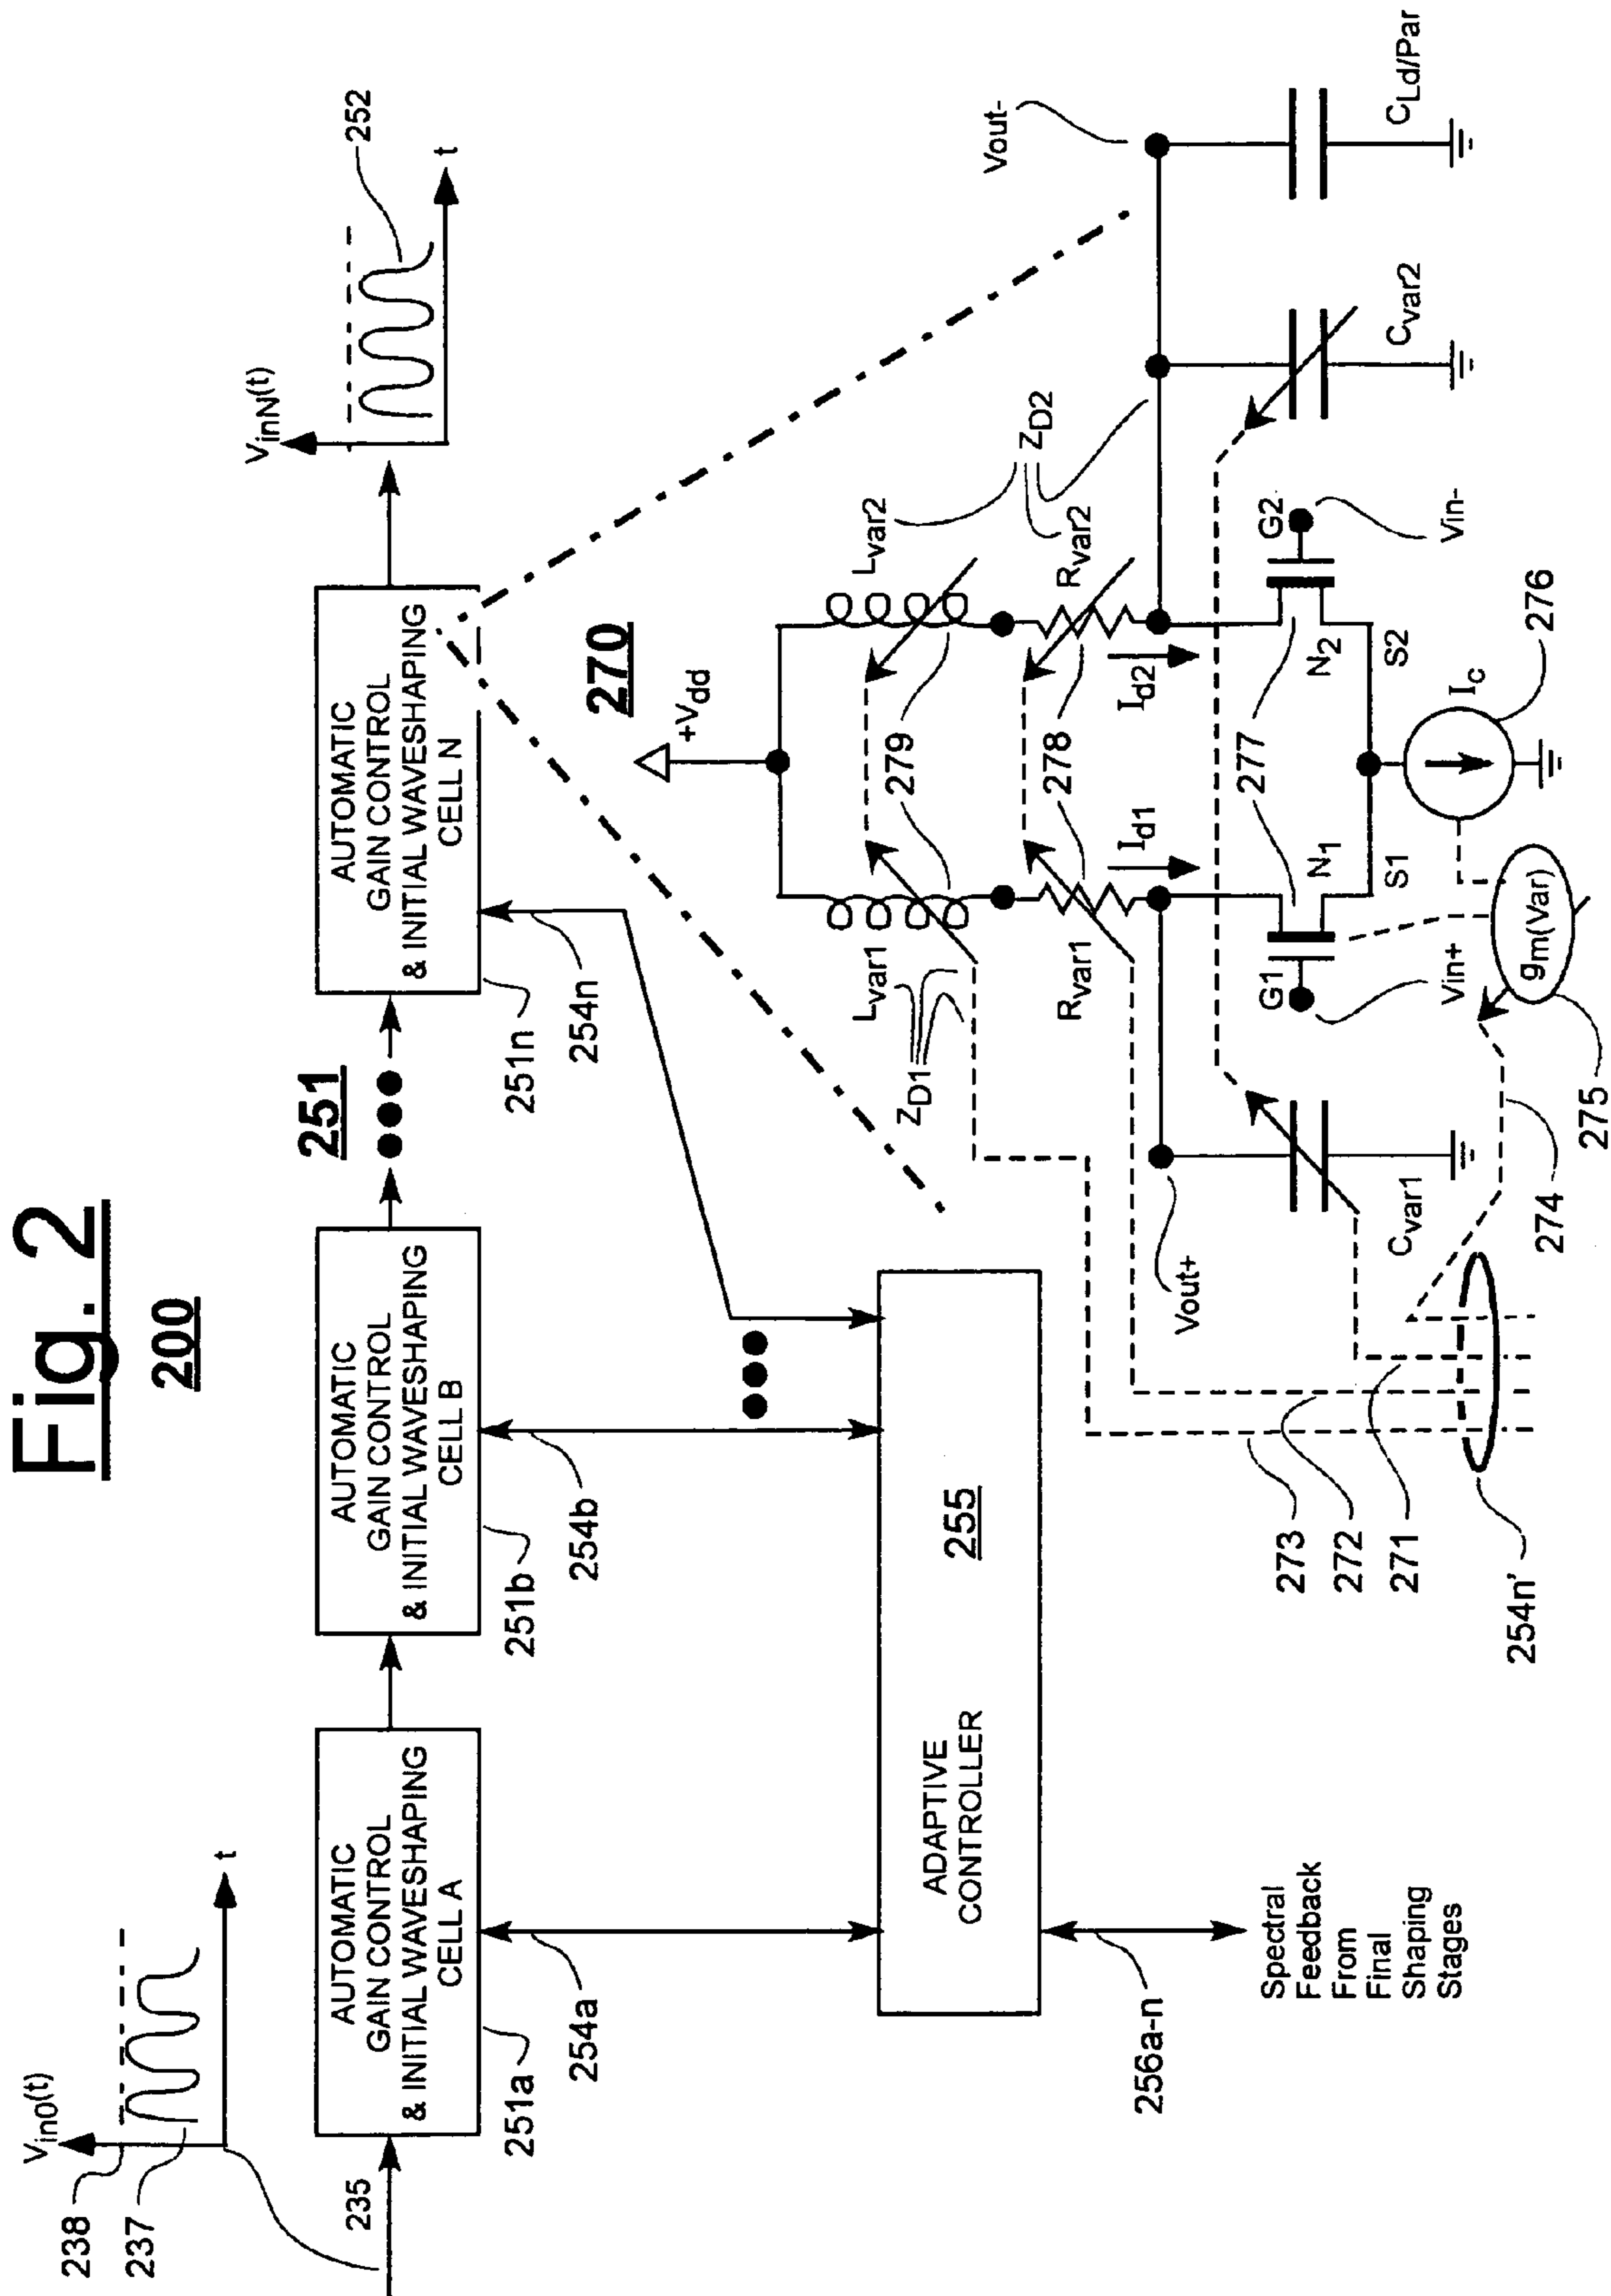 Fig. 2
200
Vin0(t)
238
237
t
235
AUTOMATIC
GAIN CONTROL
& INITIAL WAVESHAPING
CELL A
251a
254a
AUTOMATIC
GAIN CONTROL
& INITIAL WAVESHAPING
CELL B
251b
254b
251
AUTOMATIC
GAIN CONTROL
& INITIAL WAVESHAPING
CELL N
251n
254n
VinN(t)
252
t
ADAPTIVE
CONTROLLER
255
256a-n
Spectral
Feedback
From
Final
Shaping
Stages
270
+Vdd
Lvar1
279
Lvar2
ZD1
ZD2
Rvar1
278
Rvar2
Id1
Id2
Vout+
Vout-
277
G1
N1
S1
G2
N2
S2
Vin+
Vin-
Ic
276
gm(Var)
275
274
Cvar1
Cvar2
CLd/Par
273
272
271
254n'